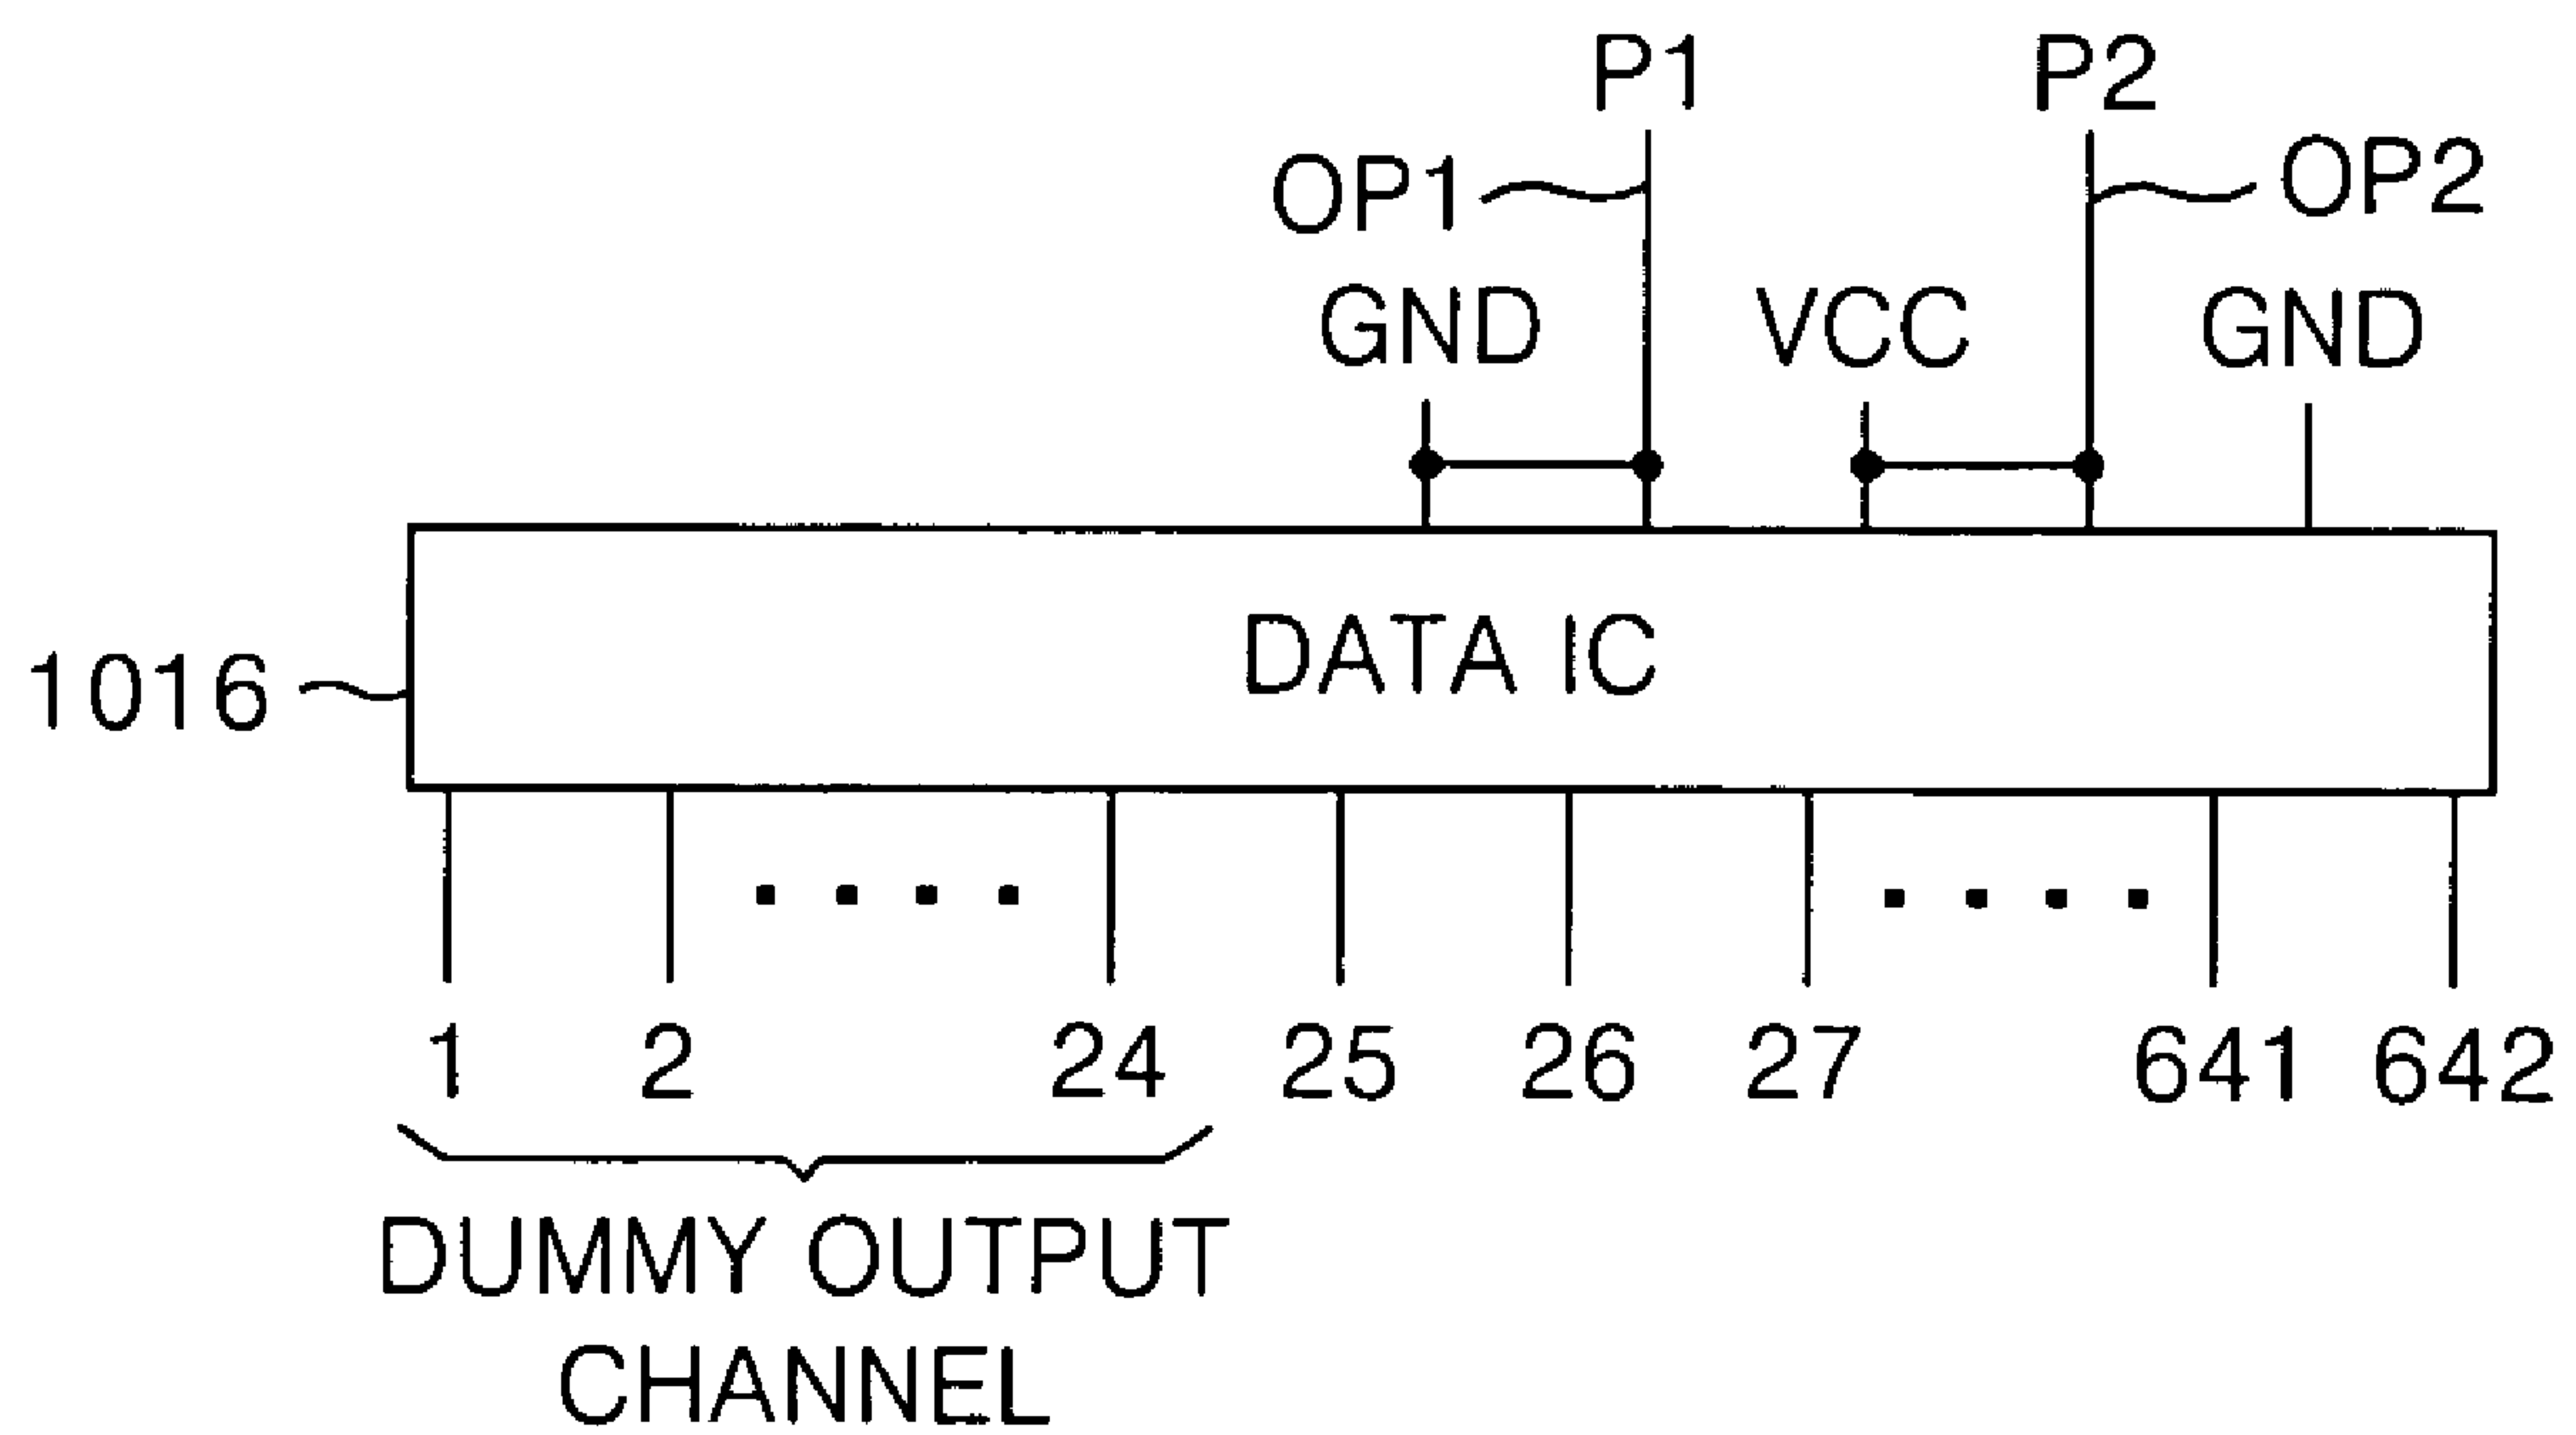 P1 P2
OP1 OP2
GND VCC GND
DATA IC
1016
1 2 24 25 26 27 641 642
DUMMY OUTPUT
CHANNEL